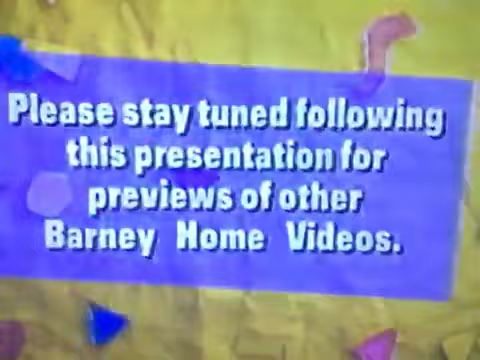 Please stay tuned following
this presentation for
previews of other
Barney Home Videos.